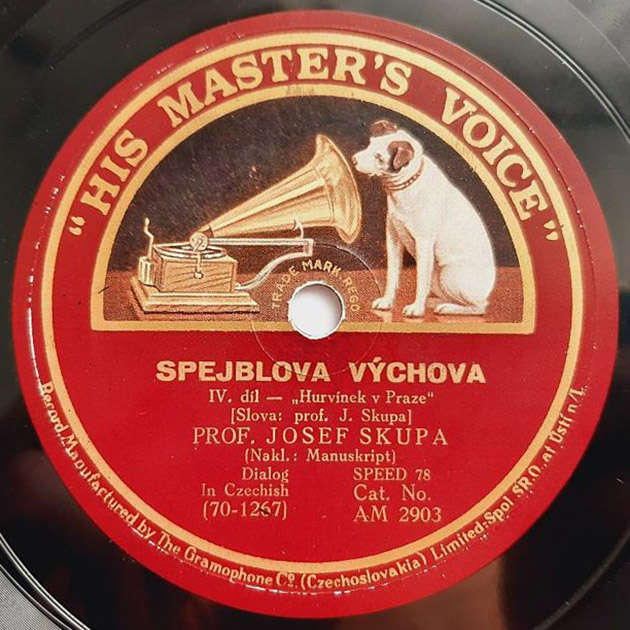 "HIS MASTER'S VOICE"
TRADE MARK REGD
SPEJBLOVA VÝCHOVA
IV. díl — „Hurvínek v Praze"
[Slova: prof. J. Skupa]
PROF. JOSEF SKUPA
(Nakl.: Manuskript)
Dialog SPEED 78
In Czechish Cat. No.
(70-1267) AM 2903
Record Manufactured by The Gramophone Co. (Czechoslovakia) Limited-Spol. SR.O. at Ústí n/L.